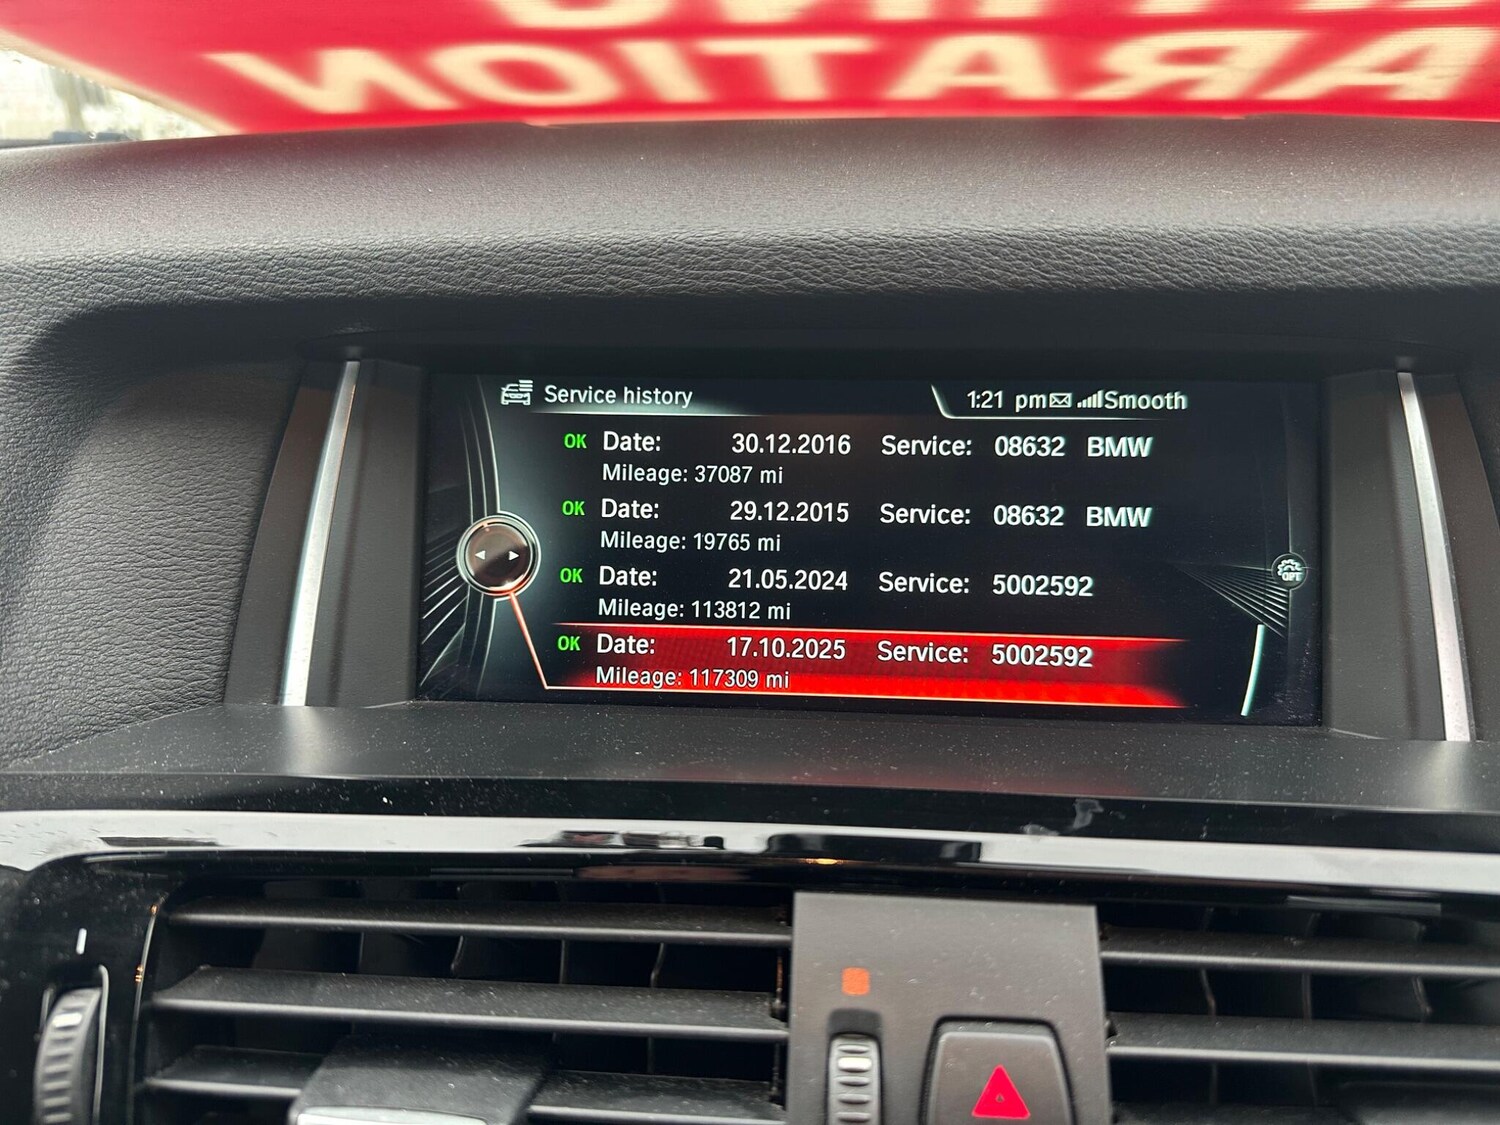 ARATION
Service history
1:21 pm Smooth
OK Date: 30.12.2016 Service: 08632 BMW
Mileage: 37087 mi
OK Date: 29.12.2015 Service: 08632 BMW
Mileage: 19765 mi
OK Date: 21.05.2024 Service: 5002592
Mileage: 113812 mi
OK Date: 17.10.2025 Service: 5002592
Mileage: 117309 mi
OPT